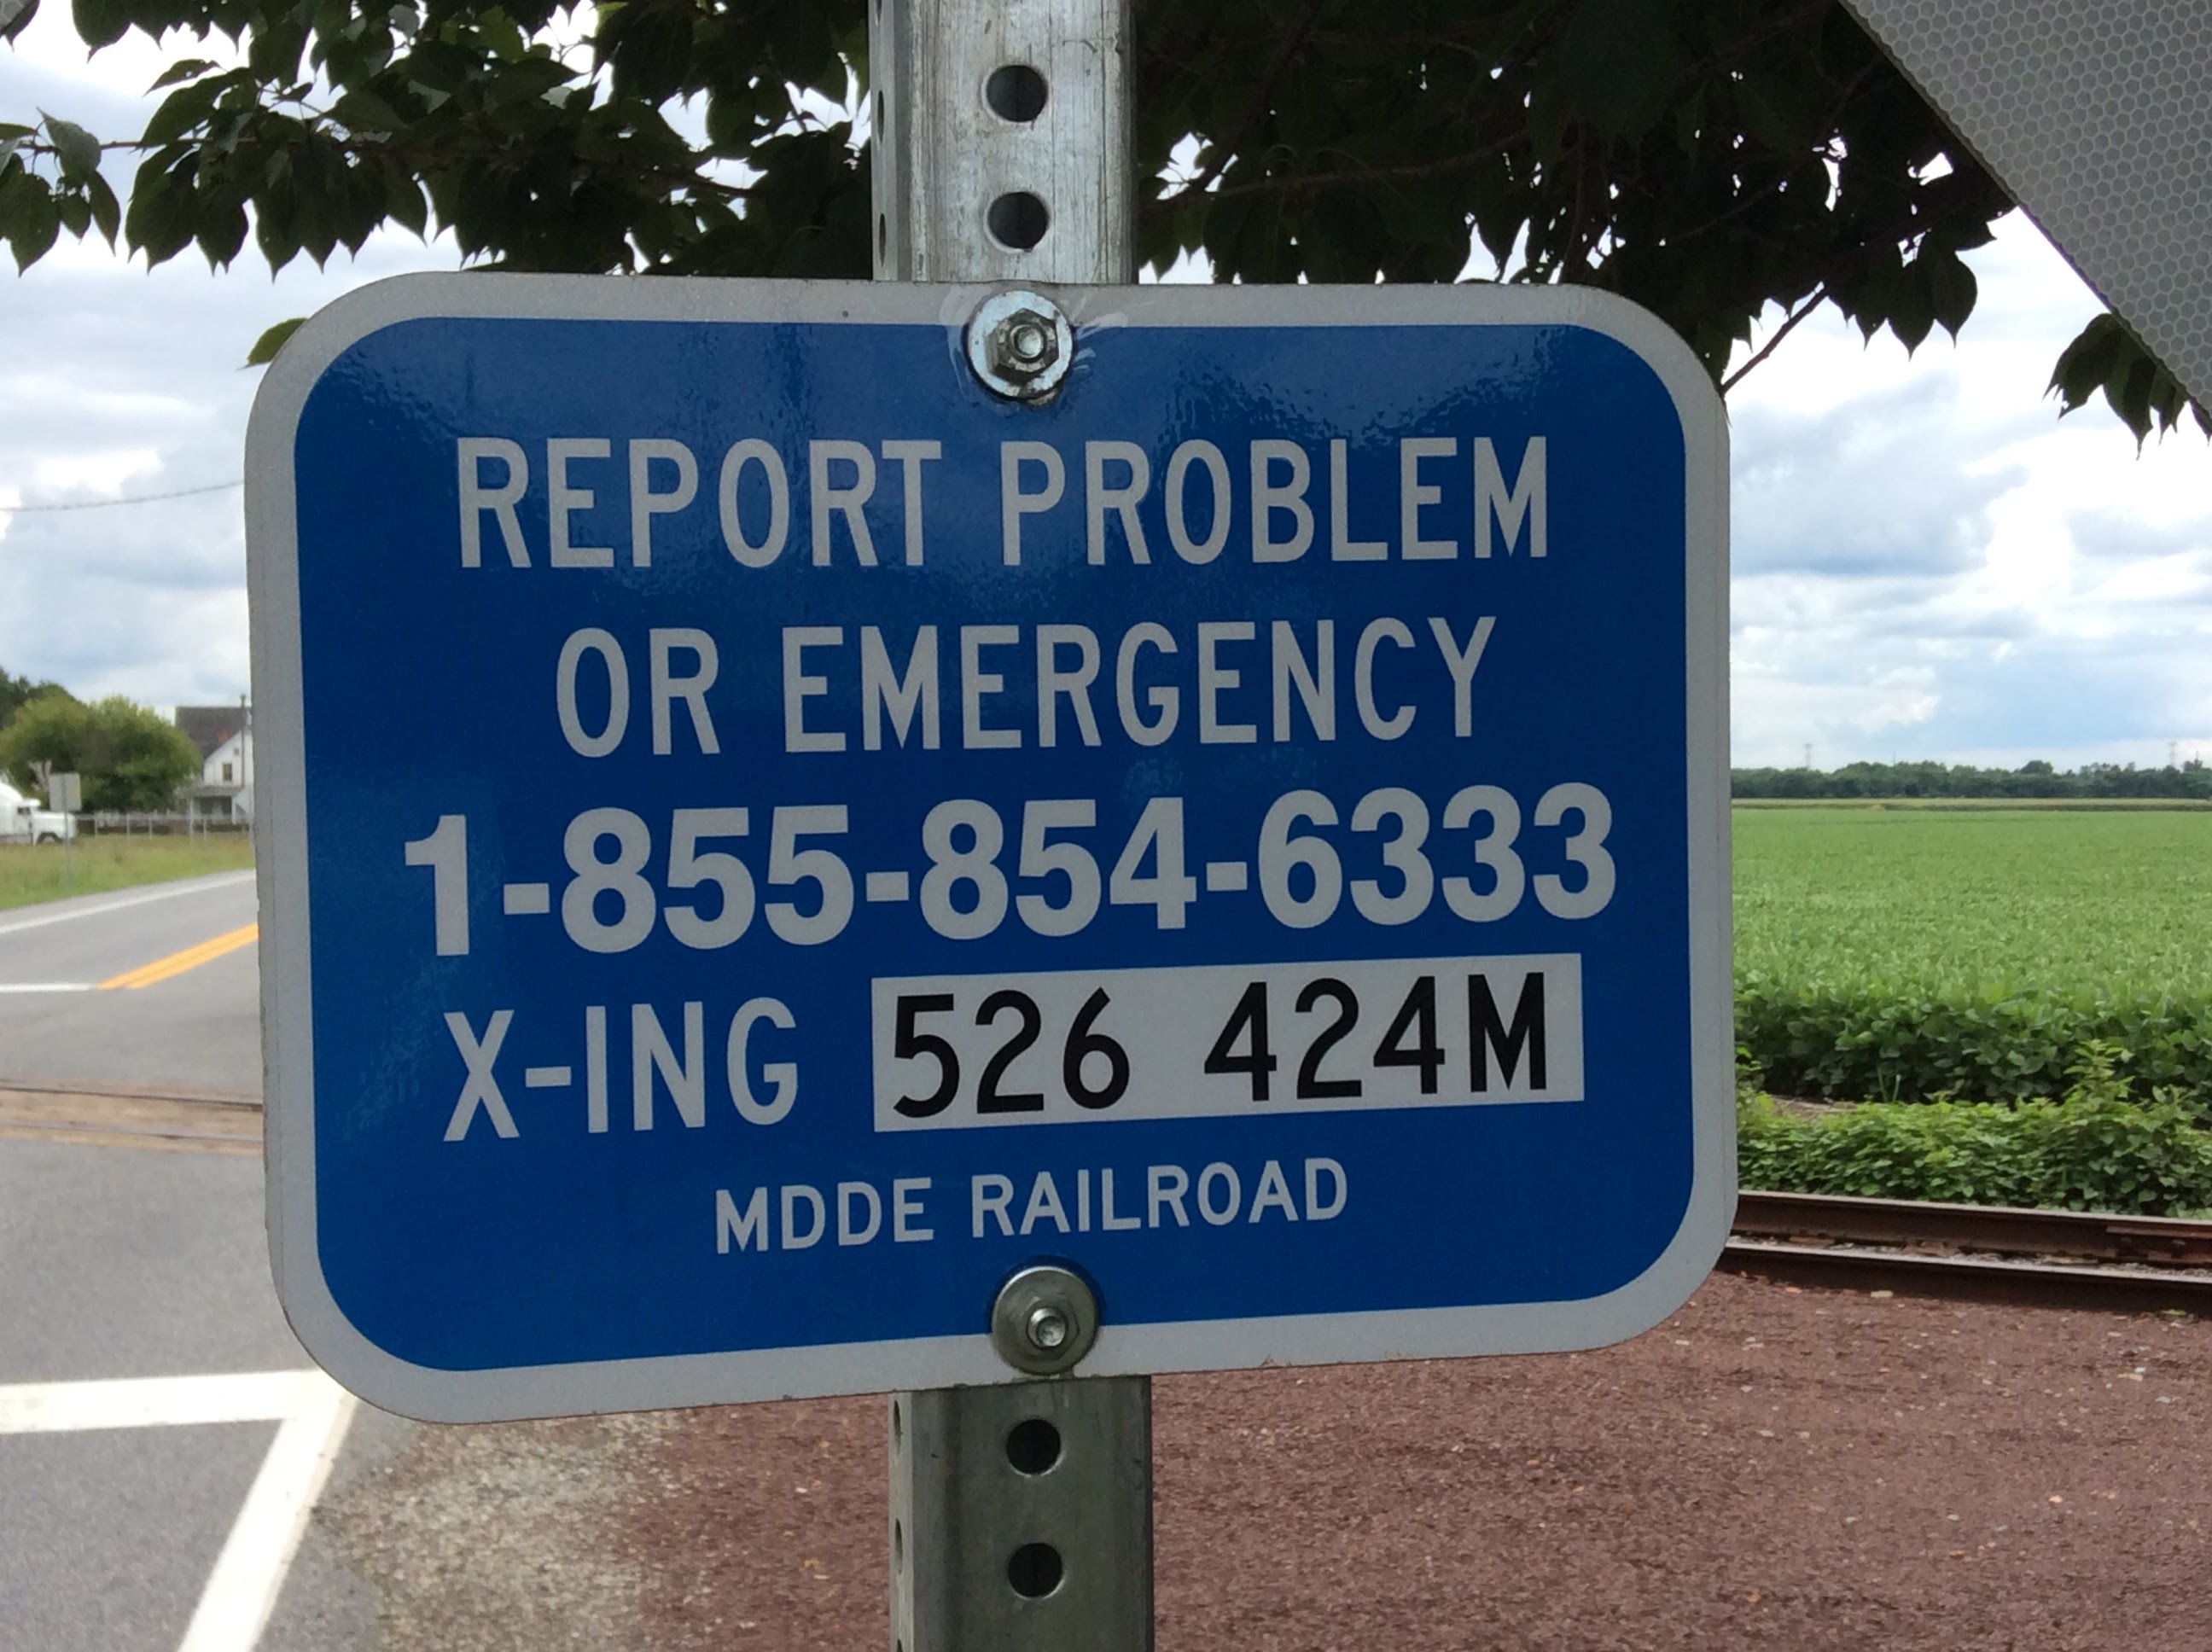 REPORT PROBLEM
OR EMERGENCY
1-855-854-6333
X-ING 526 424M
MDDE RAILROAD